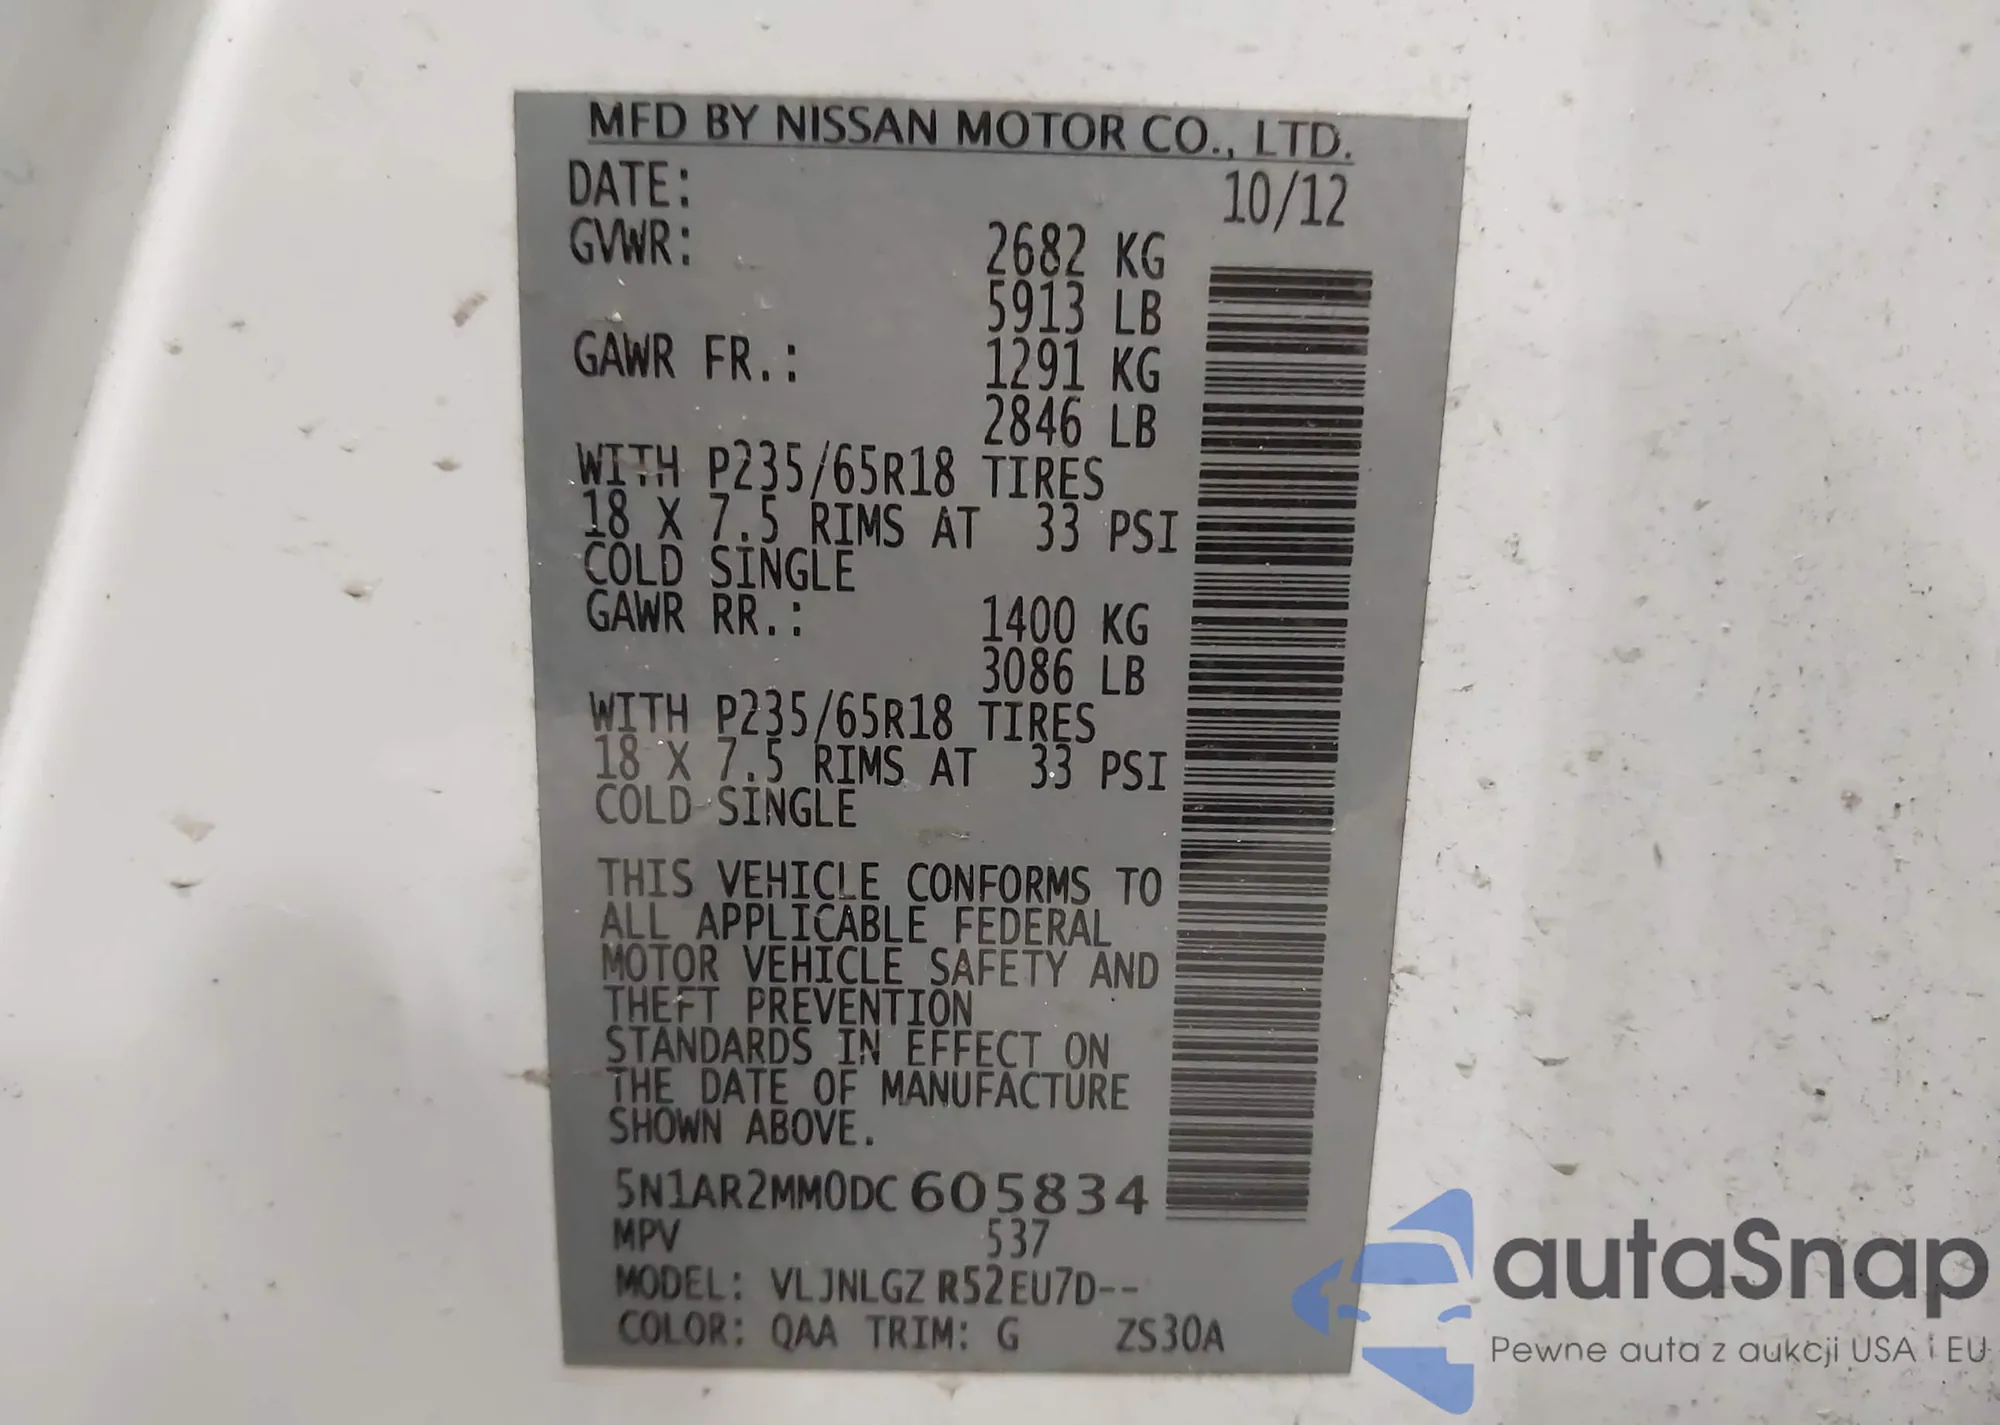 MFD BY NISSAN MOTOR CO., LTD.
DATE: 10/12
GVWR: 2682 KG
5913 LB
GAWR FR.: 1291 KG
2846 LB
WITH P235/65R18 TIRES
18 X 7.5 RIMS AT 33 PSI
COLD SINGLE
GAWR RR.: 1400 KG
3086 LB
WITH P235/65R18 TIRES
18 X 7.5 RIMS AT 33 PSI
COLD SINGLE
THIS VEHICLE CONFORMS TO
ALL APPLICABLE FEDERAL
MOTOR VEHICLE SAFETY AND
THEFT PREVENTION
STANDARDS IN EFFECT ON
THE DATE OF MANUFACTURE
SHOWN ABOVE.
5N1AR2MM0DC605834
MPV 537
MODEL: VLJNLGZ R52EU7D--
COLOR: QAA TRIM: G ZS30A
autaSnap
Pewne auta z aukcji USA i EU